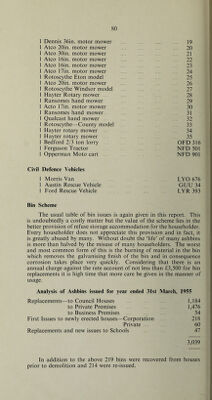 80
1 Dennis 36in. motor mower ... 19
1 Atco 20in. motor mower ... 20
1 Atco 30in. motor mower ... 21
1 Atco 16in. motor mower ... 22
1 Atco 16in. motor mower ... 23
1 Atco 17in. motor mower ... 24
1 Rotoscythe Eton model ... 25
1 Atco 20in. motor mower ... 26
1 Rotoscythe Windsor model ... 27
1 Hayter Rotary mower ... 28
1 Ransomes hand mower ... 29
1 Acto 17in. motor mower ... 30
1 Ransomes hand mower ... 31
1 Qualcast hand mower ... 32
1 Rotoscythe—County model ... 33
1 Hayter rotary mower ... 34
1 Hayter rotary mower ... 35
1 Bedford 2/3 ton lorry ... OFD 316
1 Ferguson Tractor ... NFD 501
1 Opperman Moto cart ... NFD 901
Civil Defence Vehicles
1 Morris Van ... LYO 676
1 Austin Rescue Vehicle ... GUU 34
1 Ford Rescue Vehicle ... LYR 393
Bin Scheme
The usual table of bin issues is again given in this report. This
is undoubtedly a costly matter but the value of the scheme lies in the
better provision of refuse storage accommodation for the householder.
Every householder does not appreciate this provision and in fact, it
is greatly abused by many. Without doubt the 'life' of many ashbins
is more than halved by the misuse of many householders. The worst
and most common form of this is the burning of material in the bin
which removes the galvanising finish of the bin and in consequence
corrosion takes place very quickly. Considering that there is an
annual charge against the rate account of not less than £3,500 for bin
replacements it is high time that more care be given in the manner of
usage.
Analysis of Ashbins issued for year ended 31st March, 1955
Replacements—to Council Houses ... 1,184
to Private Premises ... 1,476
to Business Premises ... 54
First Issues to newly erected houses—Corporation ... 218
Private ... 60
Replacements and new issues to Schools ... 47
3,039
In addition to the above 219 bins were recovered from houses
prior to demolition and 214 were re-issued.